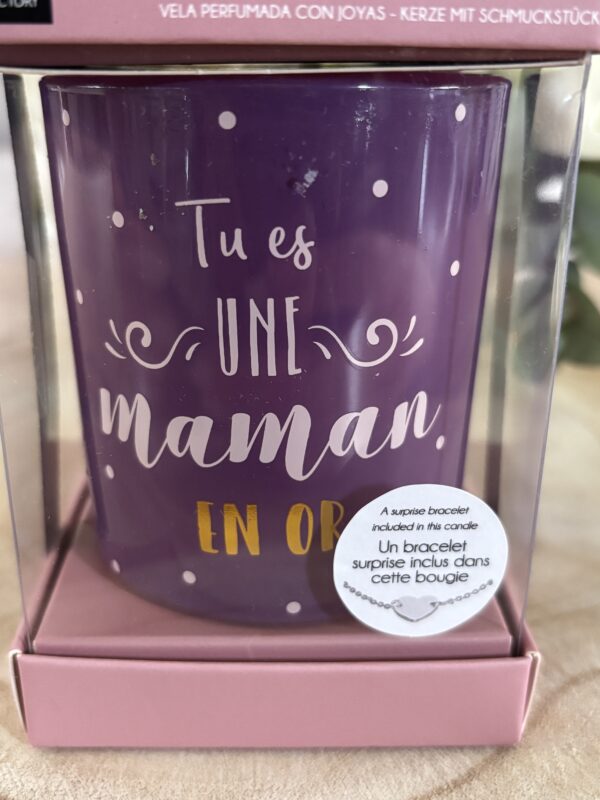 CTORY
VELA PERFUMADA CON JOYAS - KERZE MIT SCHMUCKSTÜCK
Tu es
UNE
maman
EN OR
A surprise bracelet
included in this candle
Un bracelet
surprise inclus dans
cette bougie